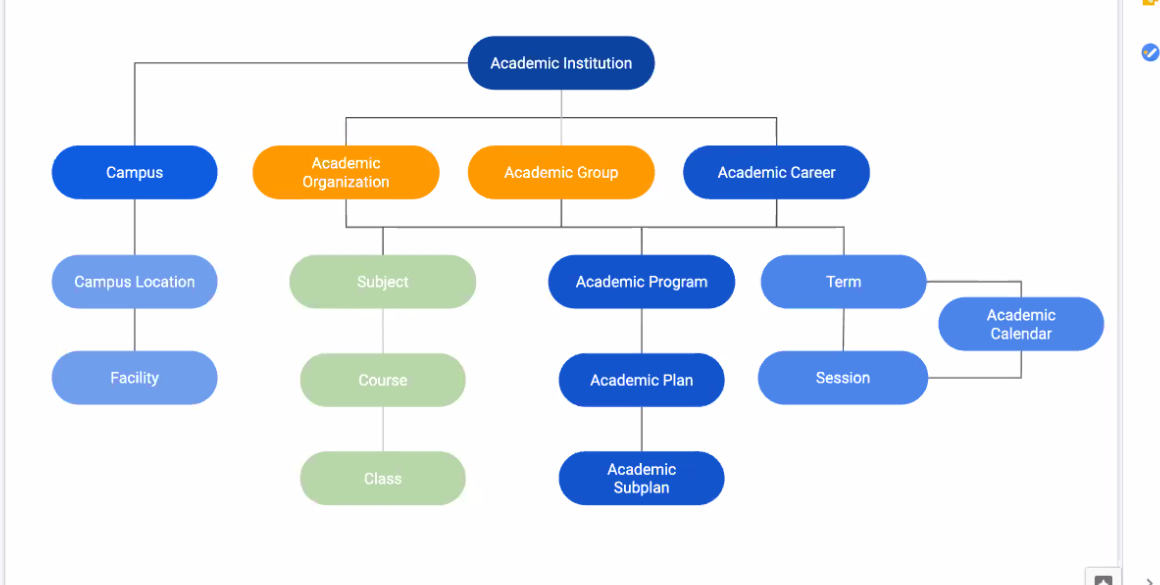 Academic Institution
Campus
Academic
Organization
Academic Group
Academic Career
Campus Location
Subject
Academic Program
Term
Academic
Calendar
Facility
Course
Academic Plan
Session
Class
Academic
Subplan